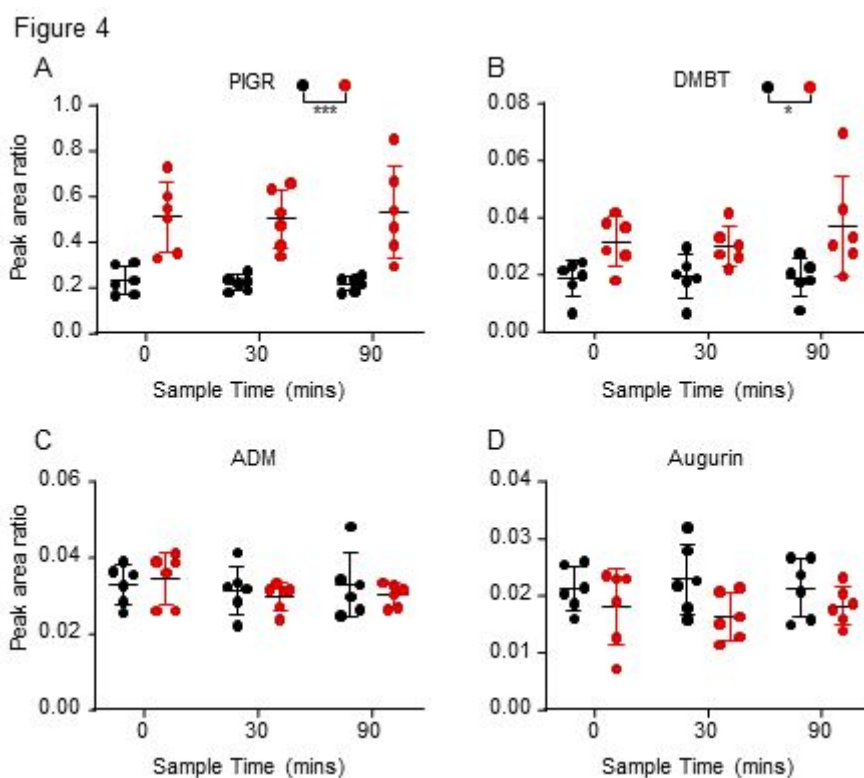 Figure 4
A
PIGR
***
Peak area ratio
1.0
0.8
0.6
0.4
0.2
0.0
0 30 90
Sample Time (mins)
B
DMBT
*
0.08
0.06
0.04
0.02
0.00
0 30 90
Sample Time (mins)
C
ADM
Peak area ratio
0.06
0.04
0.02
0.00
0 30 90
Sample Time (mins)
D
Augurin
0.04
0.03
0.02
0.01
0.00
0 30 90
Sample Time (mins)